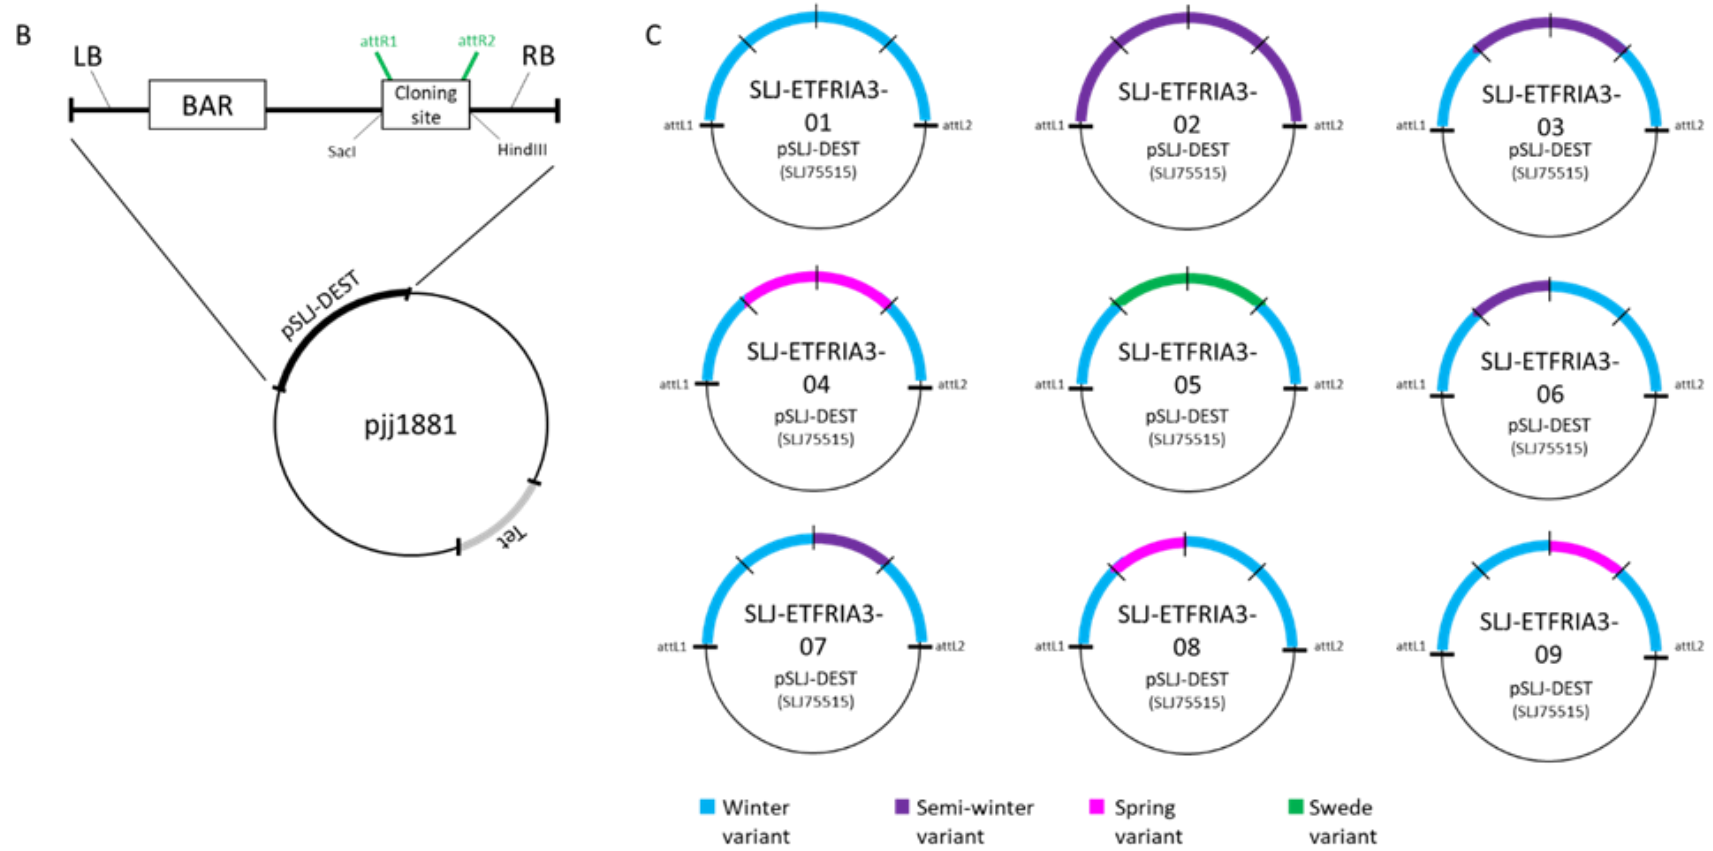 B
LB
attR1
attR2
RB
BAR
Cloning
site
SacI
HindIII
pSLJ-DEST
pjj1881
Tet
C
SLJ-ETFRIA3-
01
pSLJ-DEST
(SLJ75515)
attL1
attL2
SLJ-ETFRIA3-
02
pSLJ-DEST
(SLJ75515)
attL1
attL2
SLJ-ETFRIA3-
03
pSLJ-DEST
(SLJ75515)
attL1
attL2
SLJ-ETFRIA3-
04
pSLJ-DEST
(SLJ75515)
attL1
attL2
SLJ-ETFRIA3-
05
pSLJ-DEST
(SLJ75515)
attL1
attL2
SLJ-ETFRIA3-
06
pSLJ-DEST
(SLJ75515)
attL1
attL2
SLJ-ETFRIA3-
07
pSLJ-DEST
(SLJ75515)
attL1
attL2
SLJ-ETFRIA3-
08
pSLJ-DEST
(SLJ75515)
attL1
attL2
SLJ-ETFRIA3-
09
pSLJ-DEST
(SLJ75515)
attL1
attL2
Winter
variant
Semi-winter
variant
Spring
variant
Swede
variant